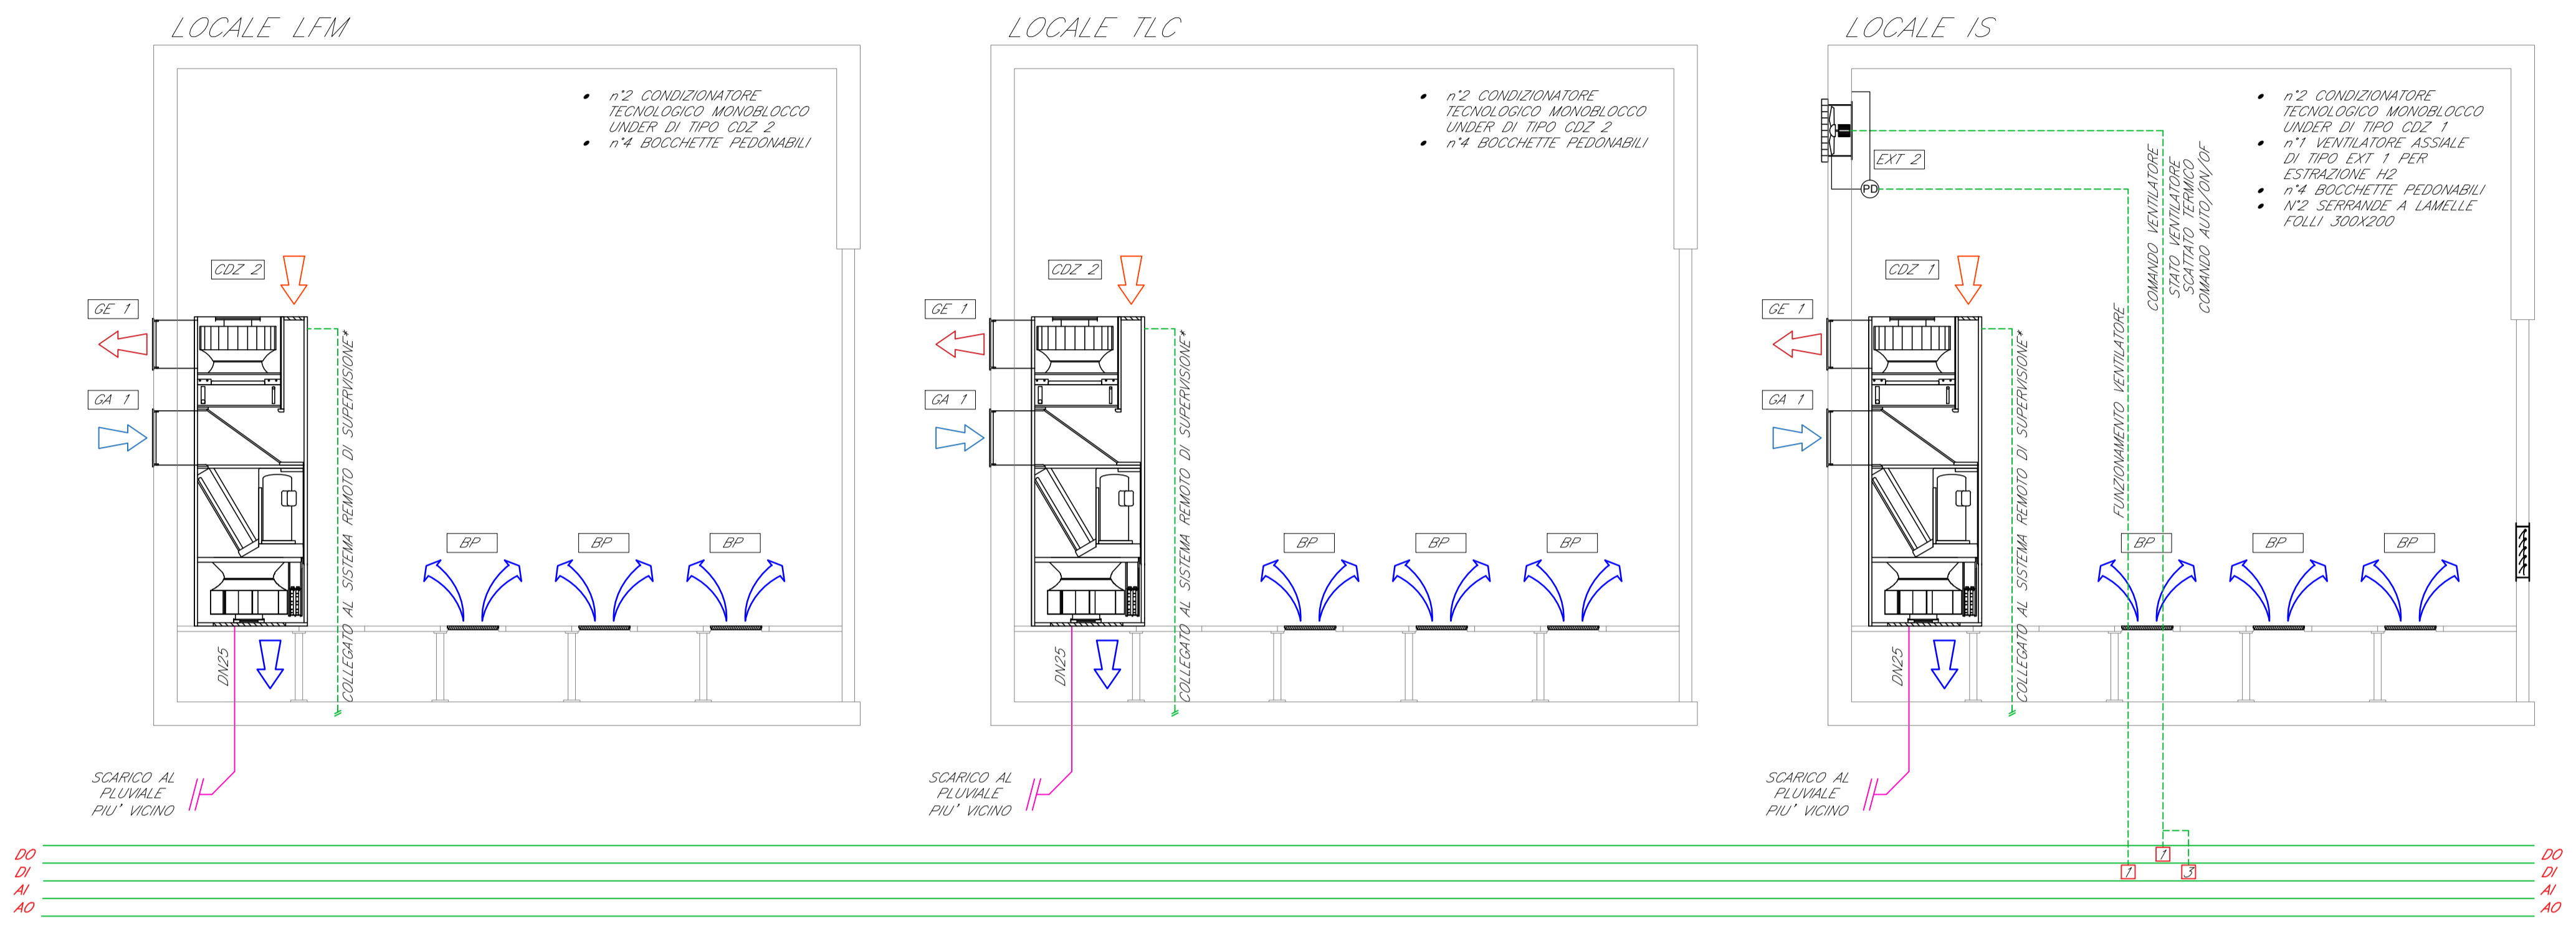 LOCALE LFM
n°2 CONDIZIONATORE
TECNOLOGICO MONOBLOCCO
UNDER DI TIPO CDZ 2
n°4 BOCCHETTE PEDONABILI
CDZ 2
GE 1
GA 1
COLLEGATO AL SISTEMA REMOTO DI SUPERVISIONE*
BP
BP
BP
DN25
SCARICO AL
PLUVIALE
PIU' VICINO
LOCALE TLC
n°2 CONDIZIONATORE
TECNOLOGICO MONOBLOCCO
UNDER DI TIPO CDZ 2
n°4 BOCCHETTE PEDONABILI
CDZ 2
GE 1
GA 1
COLLEGATO AL SISTEMA REMOTO DI SUPERVISIONE*
BP
BP
BP
DN25
SCARICO AL
PLUVIALE
PIU' VICINO
LOCALE IS
n°2 CONDIZIONATORE
TECNOLOGICO MONOBLOCCO
UNDER DI TIPO CDZ 1
n°1 VENTILATORE ASSIALE
DI TIPO EXT 1 PER
ESTRAZIONE H2
n°4 BOCCHETTE PEDONABILI
N°2 SERRANDE A LAMELLE
FOLLI 300X200
EXT 2
PD
COMANDO VENTILATORE
STATO VENTILATORE
SCATTATO TERMICO
COMANDO AUTO/ON/OF
FUNZIONAMENTO VENTILATORE
CDZ 1
GE 1
GA 1
COLLEGATO AL SISTEMA REMOTO DI SUPERVISIONE*
BP
BP
BP
DN25
SCARICO AL
PLUVIALE
PIU' VICINO
DO
DI
AI
AO
1
1
3
DO
DI
AI
AO